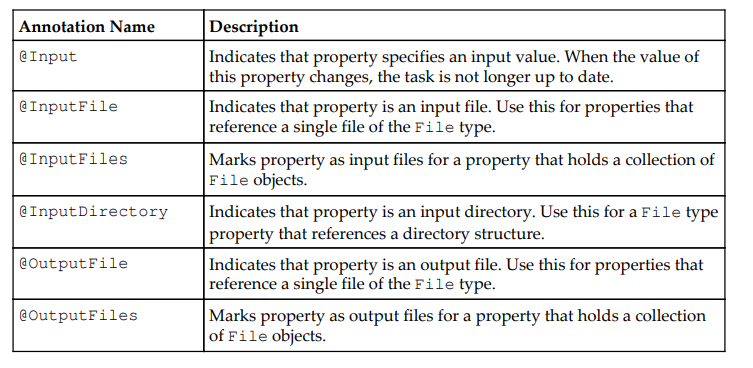 Annotation Name Description
@Input Indicates that property specifies an input value. When the value of
this property changes, the task is not longer up to date.
@InputFile Indicates that property is an input file. Use this for properties that
reference a single file of the File type.
@InputFiles Marks property as input files for a property that holds a collection of
File objects.
@InputDirectory Indicates that property is an input directory. Use this for a File type
property that references a directory structure.
@OutputFile Indicates that property is an output file. Use this for properties that
reference a single file of the File type.
@OutputFiles Marks property as output files for a property that holds a collection
of File objects.